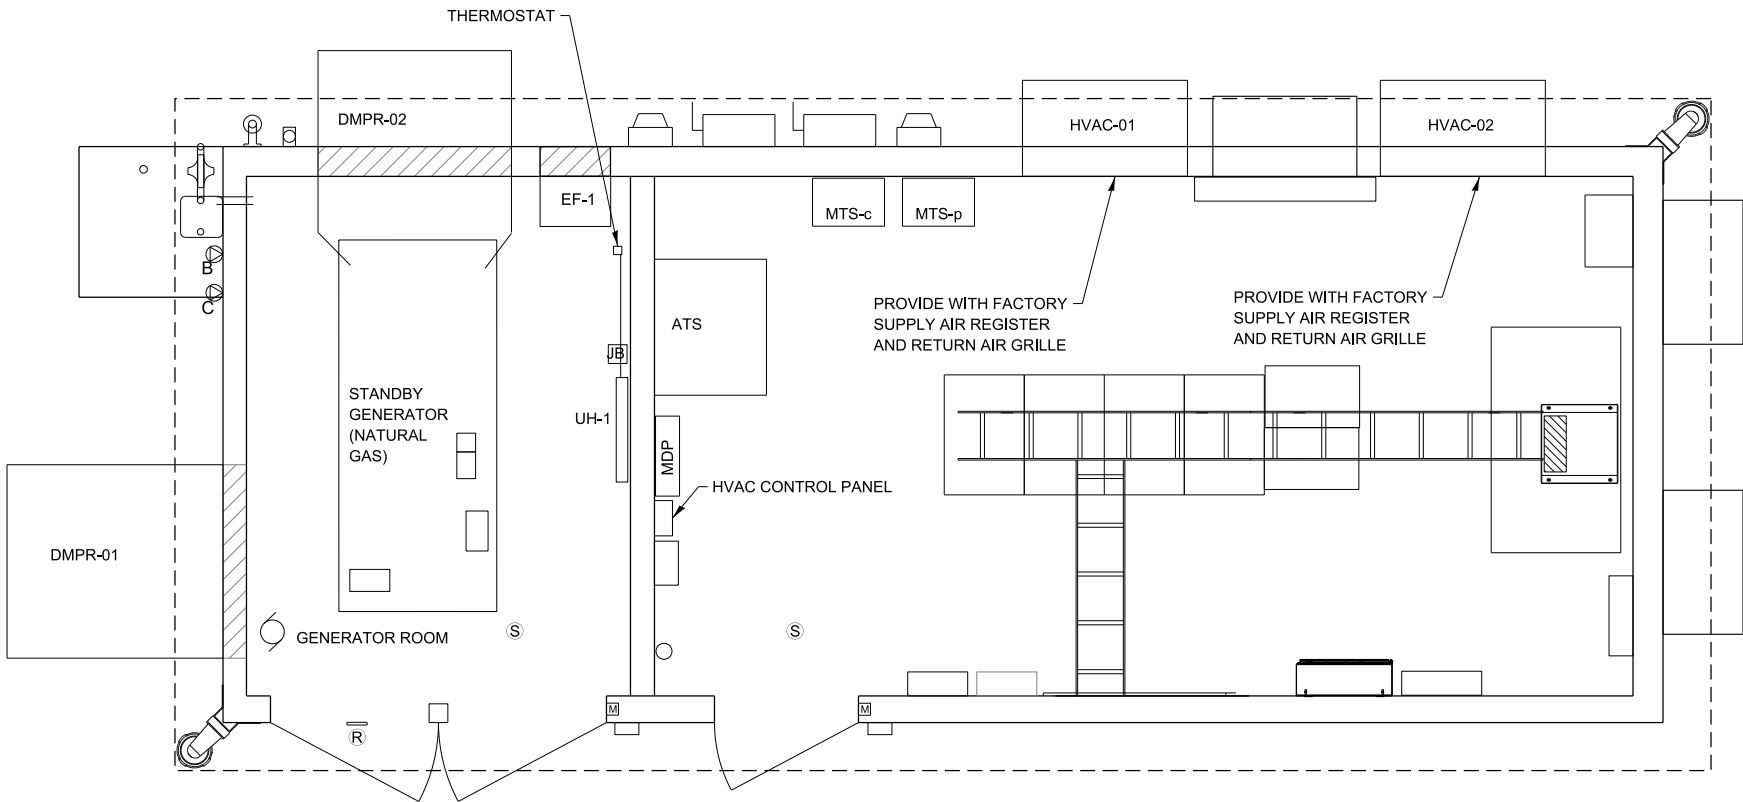 THERMOSTAT
DMPR-02
HVAC-01
HVAC-02
EF-1
MTS-c
MTS-p
B
C
PROVIDE WITH FACTORY
SUPPLY AIR REGISTER
AND RETURN AIR GRILLE
PROVIDE WITH FACTORY
SUPPLY AIR REGISTER
AND RETURN AIR GRILLE
ATS
JB
STANDBY
GENERATOR
(NATURAL
GAS)
UH-1
MDP
HVAC CONTROL PANEL
DMPR-01
GENERATOR ROOM
S
S
M
M
R